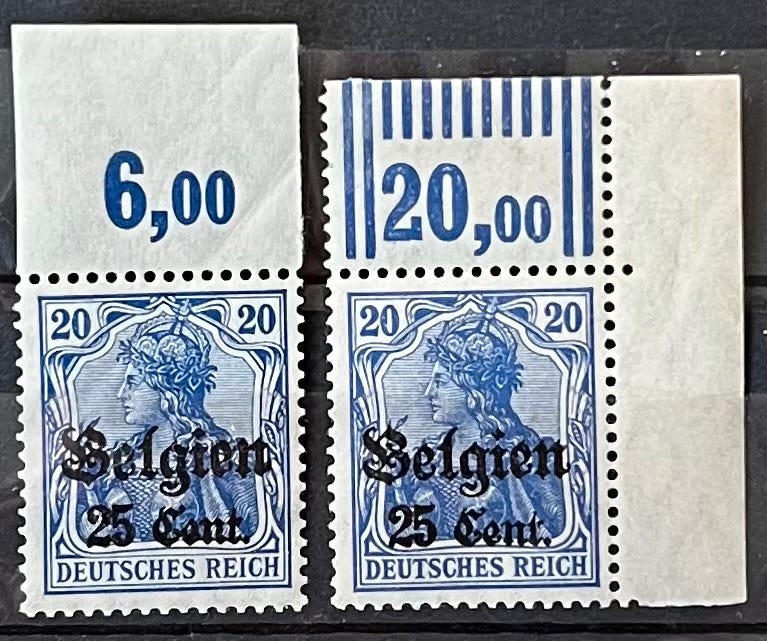 6,00
20 20
Belgien
25 Cent.
DEUTSCHES REICH
20,00
20 20
Belgien
25 Cent.
DEUTSCHES REICH